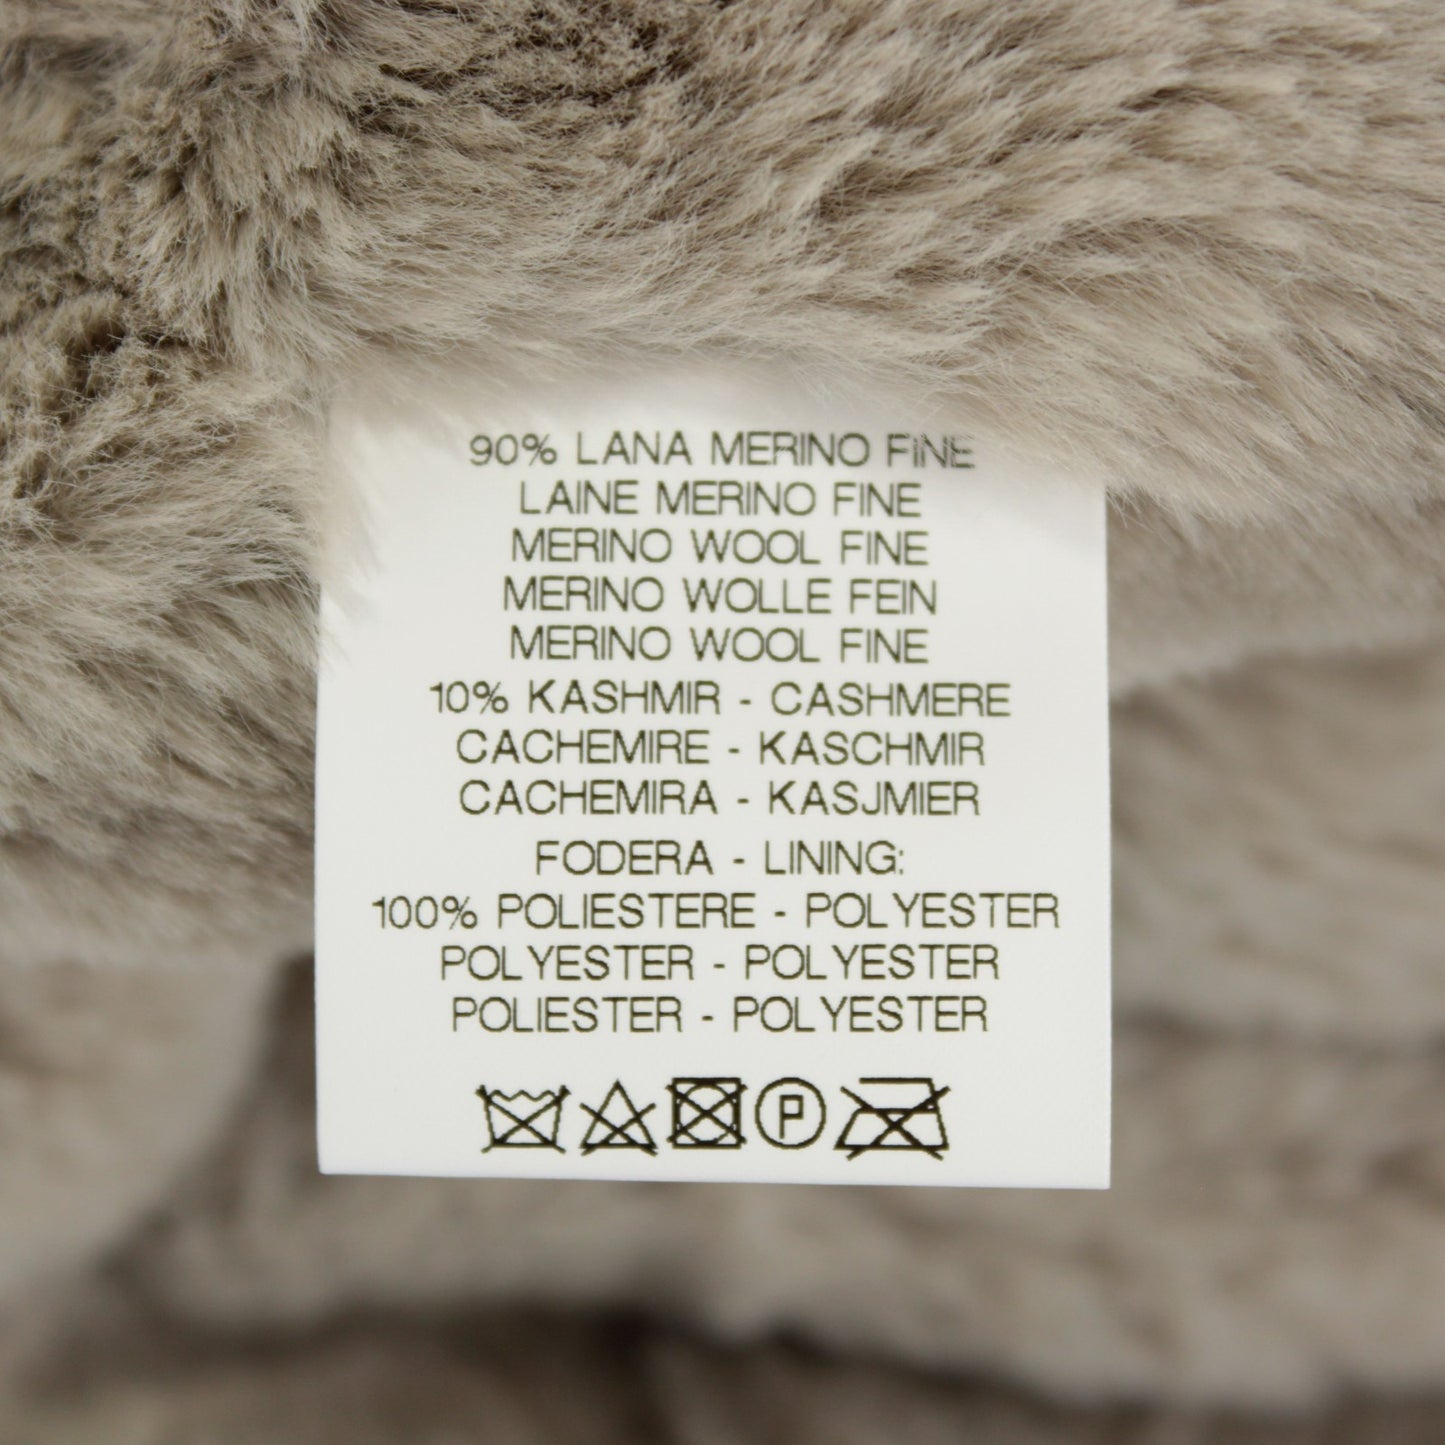 90% LANA MERINO FINE
LAINE MERINO FINE
MERINO WOOL FINE
MERINO WOLLE FEIN
MERINO WOOL FINE
10% KASHMIR - CASHMERE
CACHEMIRE - KASCHMIR
CACHEMIRA - KASJMIER
FODERA - LINING:
100% POLIESTERE - POLYESTER
POLYESTER - POLYESTER
POLIESTER - POLYESTER
P